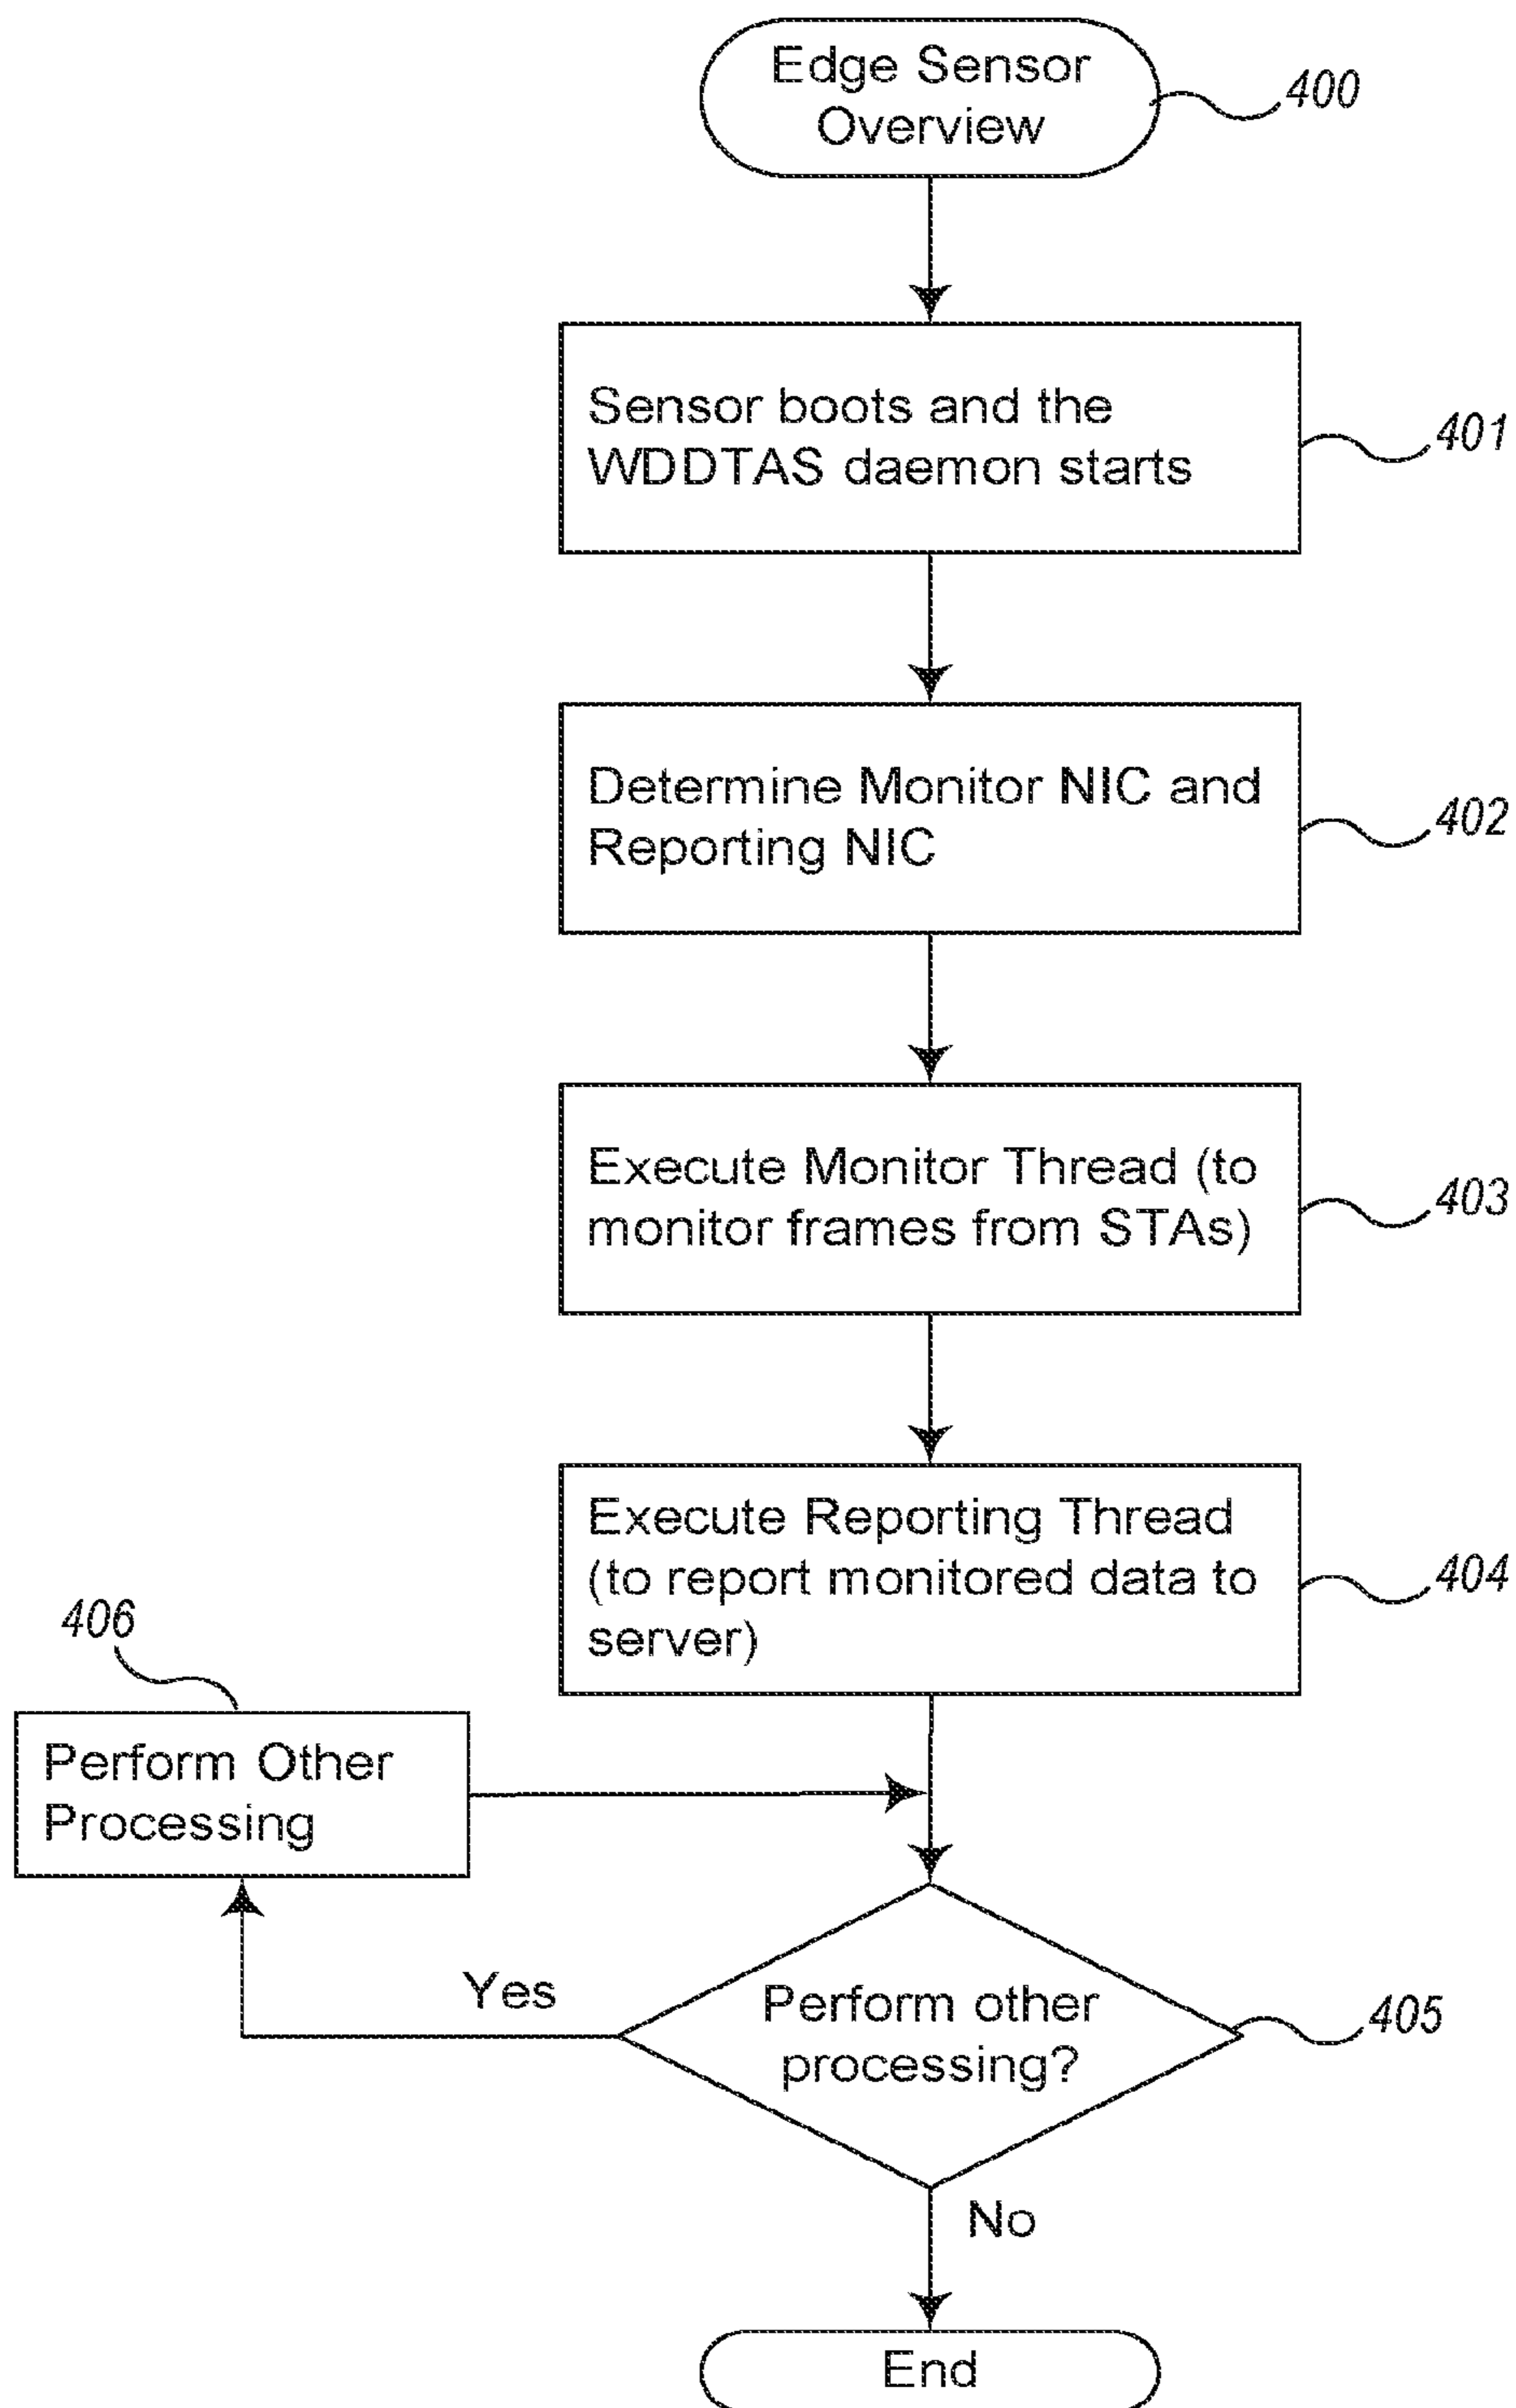 Edge Sensor
Overview
400
Sensor boots and the
WDDTAS daemon starts
401
Determine Monitor NIC and
Reporting NIC
402
Execute Monitor Thread (to
monitor frames from STAs)
403
Execute Reporting Thread
(to report monitored data to
server)
404
406
Perform Other
Processing
Yes
Perform other
processing?
405
No
End